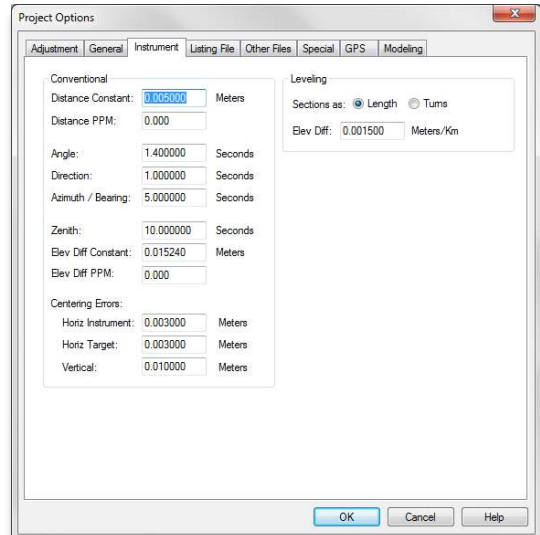 Project Options
Adjustment General Instrument Listing File Other Files Special GPS Modeling
Conventional
Distance Constant: 0.005000 Meters
Distance PPM: 0.000
Angle: 1.400000 Seconds
Direction: 1.000000 Seconds
Azimuth / Bearing: 5.000000 Seconds
Zenith: 10.000000 Seconds
Elev Diff Constant: 0.015240 Meters
Elev Diff PPM: 0.000
Centering Errors:
Horiz Instrument: 0.003000 Meters
Horiz Target: 0.003000 Meters
Vertical: 0.010000 Meters
Leveling
Sections as: Length Turns
Elev Diff: 0.001500 Meters/Km
OK Cancel Help